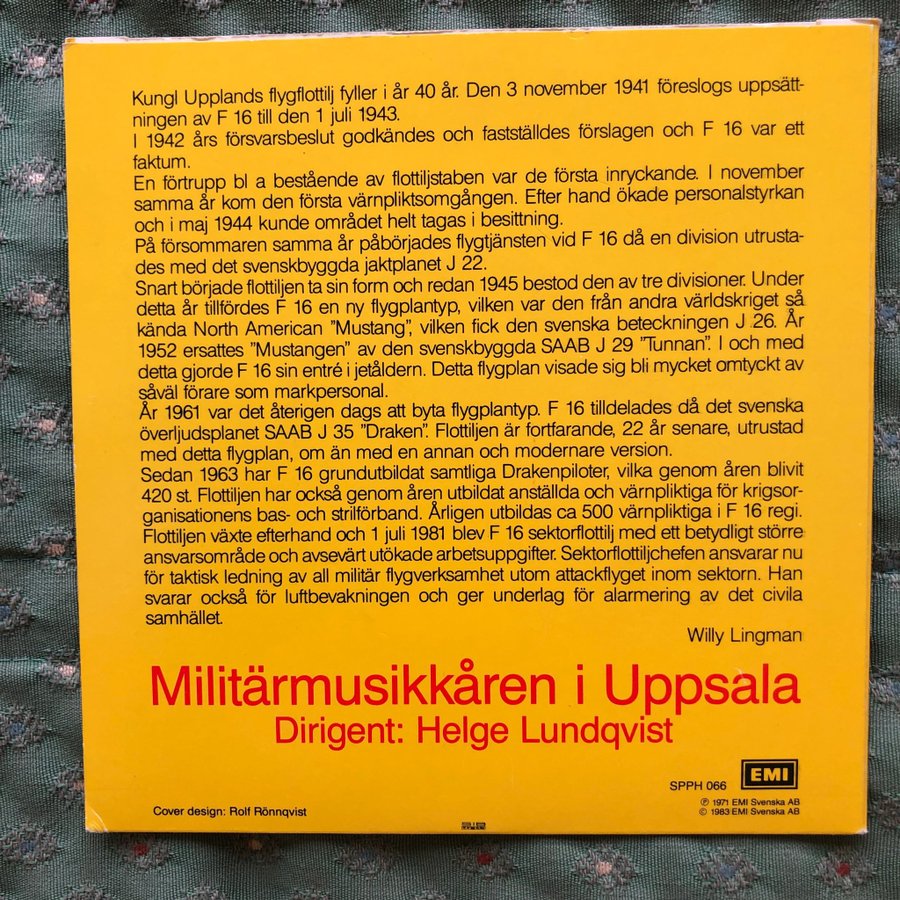 Kungl Upplands flygflottilj fyller i år 40 år. Den 3 november 1941 föreslogs uppsätt-
ningen av F 16 till den 1 juli 1943.
I 1942 års försvarsbeslut godkändes och fastställdes förslagen och F 16 var ett
faktum.
En förtrupp bl a bestående av flottiljstaben var de första inryckande. I november
samma år kom den första värnpliktsomgången. Efter hand ökade personalstyrkan
och i maj 1944 kunde området helt tagas i besittning.
På försommaren samma år påbörjades flygtjänsten vid F 16 då en division utrusta-
des med det svenskbyggda jaktplanet J 22.
Snart började flottiljen ta sin form och redan 1945 bestod den av tre divisioner. Under
detta år tillfördes F 16 en ny flygplantyp, vilken var den från andra världskriget så
kända North American ”Mustang”, vilken fick den svenska beteckningen J 26. År
1952 ersattes ”Mustangen” av den svenskbyggda SAAB J 29 ”Tunnan”. I och med
detta gjorde F 16 sin entré i jetåldern. Detta flygplan visade sig bli mycket omtyckt av
såväl förare som markpersonal.
År 1961 var det återigen dags att byta flygplantyp. F 16 tilldelades då det svenska
överljudsplanet SAAB J 35 ”Draken”. Flottiljen är fortfarande, 22 år senare, utrustad
med detta flygplan, om än med en annan och modernare version.
Sedan 1963 har F 16 grundutbildat samtliga Drakenpiloter, vilka genom åren blivit
420 st. Flottiljen har också genom åren utbildat anställda och värnpliktiga för krigsor-
ganisationens bas- och strilförband. Årligen utbildas ca 500 värnpliktiga i F 16 regi.
Flottiljen växte efterhand och 1 juli 1981 blev F 16 sektorflottilj med ett betydligt större
ansvarsområde och avsevärt utökade arbetsuppgifter. Sektorflottiljchefen ansvarar nu
för taktisk ledning av all militär flygverksamhet utom attackflyget inom sektorn. Han
svarar också för luftbevakningen och ger underlag för alarmering av det civila
samhället.
Willy Lingman
Militärmusikkåren i Uppsala
Dirigent: Helge Lundqvist
SPPH 066 EMI
℗ 1971 EMI Svenska AB
© 1983 EMI Svenska AB
Cover design: Rolf Rönnqvist